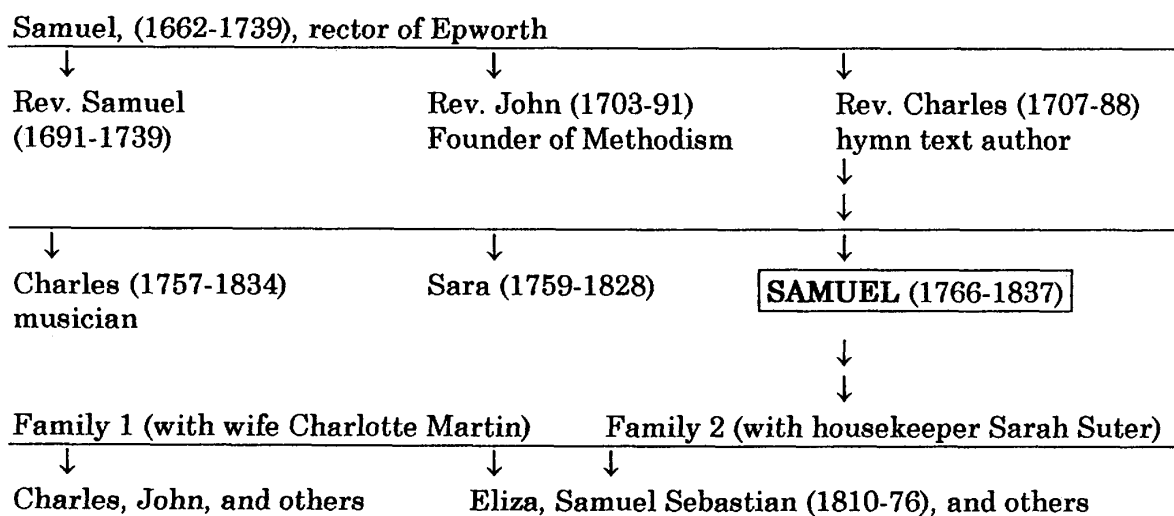 Samuel, (1662-1739), rector of Epworth
↓ ↓ ↓
Rev. Samuel Rev. John (1703-91) Rev. Charles (1707-88)
(1691-1739) Founder of Methodism hymn text author
↓
↓
↓ ↓ ↓
Charles (1757-1834) Sara (1759-1828) SAMUEL (1766-1837)
musician
↓
↓
Family 1 (with wife Charlotte Martin) Family 2 (with housekeeper Sarah Suter)
↓ ↓ ↓
Charles, John, and others Eliza, Samuel Sebastian (1810-76), and others